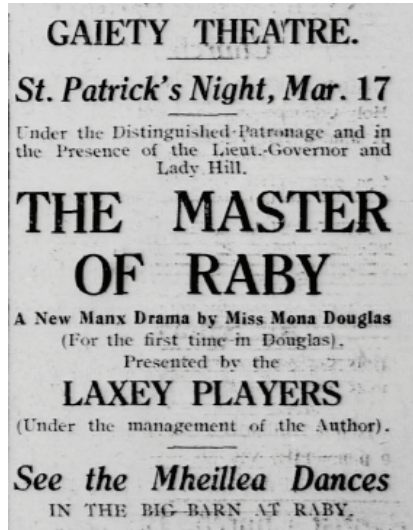 GAIETY THEATRE.
St. Patrick's Night, Mar. 17
Under the Distinguished Patronage and in
the Presence of the Lieut.-Governor and
Lady Hill.
THE MASTER
OF RABY
A New Manx Drama by Miss Mona Douglas
(For the first time in Douglas).
Presented by the
LAXEY PLAYERS
(Under the management of the Author).
See the Mheillea Dances
IN THE BIG BARN AT RABY.